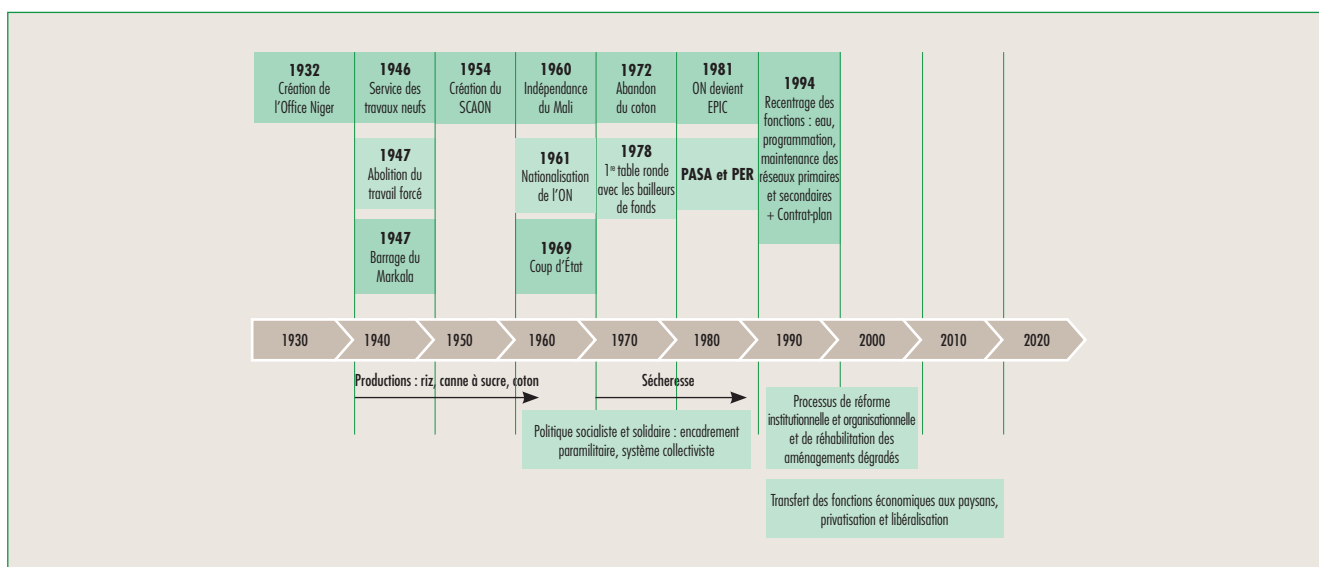 1932
Création de
l'Office Niger
1946
Service des
travaux neufs
1954
Création du
SCAON
1960
Indépendance
du Mali
1972
Abandon
du coton
1981
ON devient
EPIC
1994
Recentrage des
fonctions : eau,
programmation,
maintenance des
réseaux primaires
et secondaires
+ Contrat-plan
1947
Abolition du
travail forcé
1961
Nationalisation
de l'ON
1978
1re table ronde
avec les bailleurs
de fonds
PASA et PER
1947
Barrage du
Markala
1969
Coup d'État
1930 1940 1950 1960 1970 1980 1990 2000 2010 2020
Productions : riz, canne à sucre, coton
Sécheresse
Politique socialiste et solidaire : encadrement
paramilitaire, système collectiviste
Processus de réforme
institutionnelle et organisationnelle
et de réhabilitation des
aménagements dégradés
Transfert des fonctions économiques aux paysans,
privatisation et libéralisation